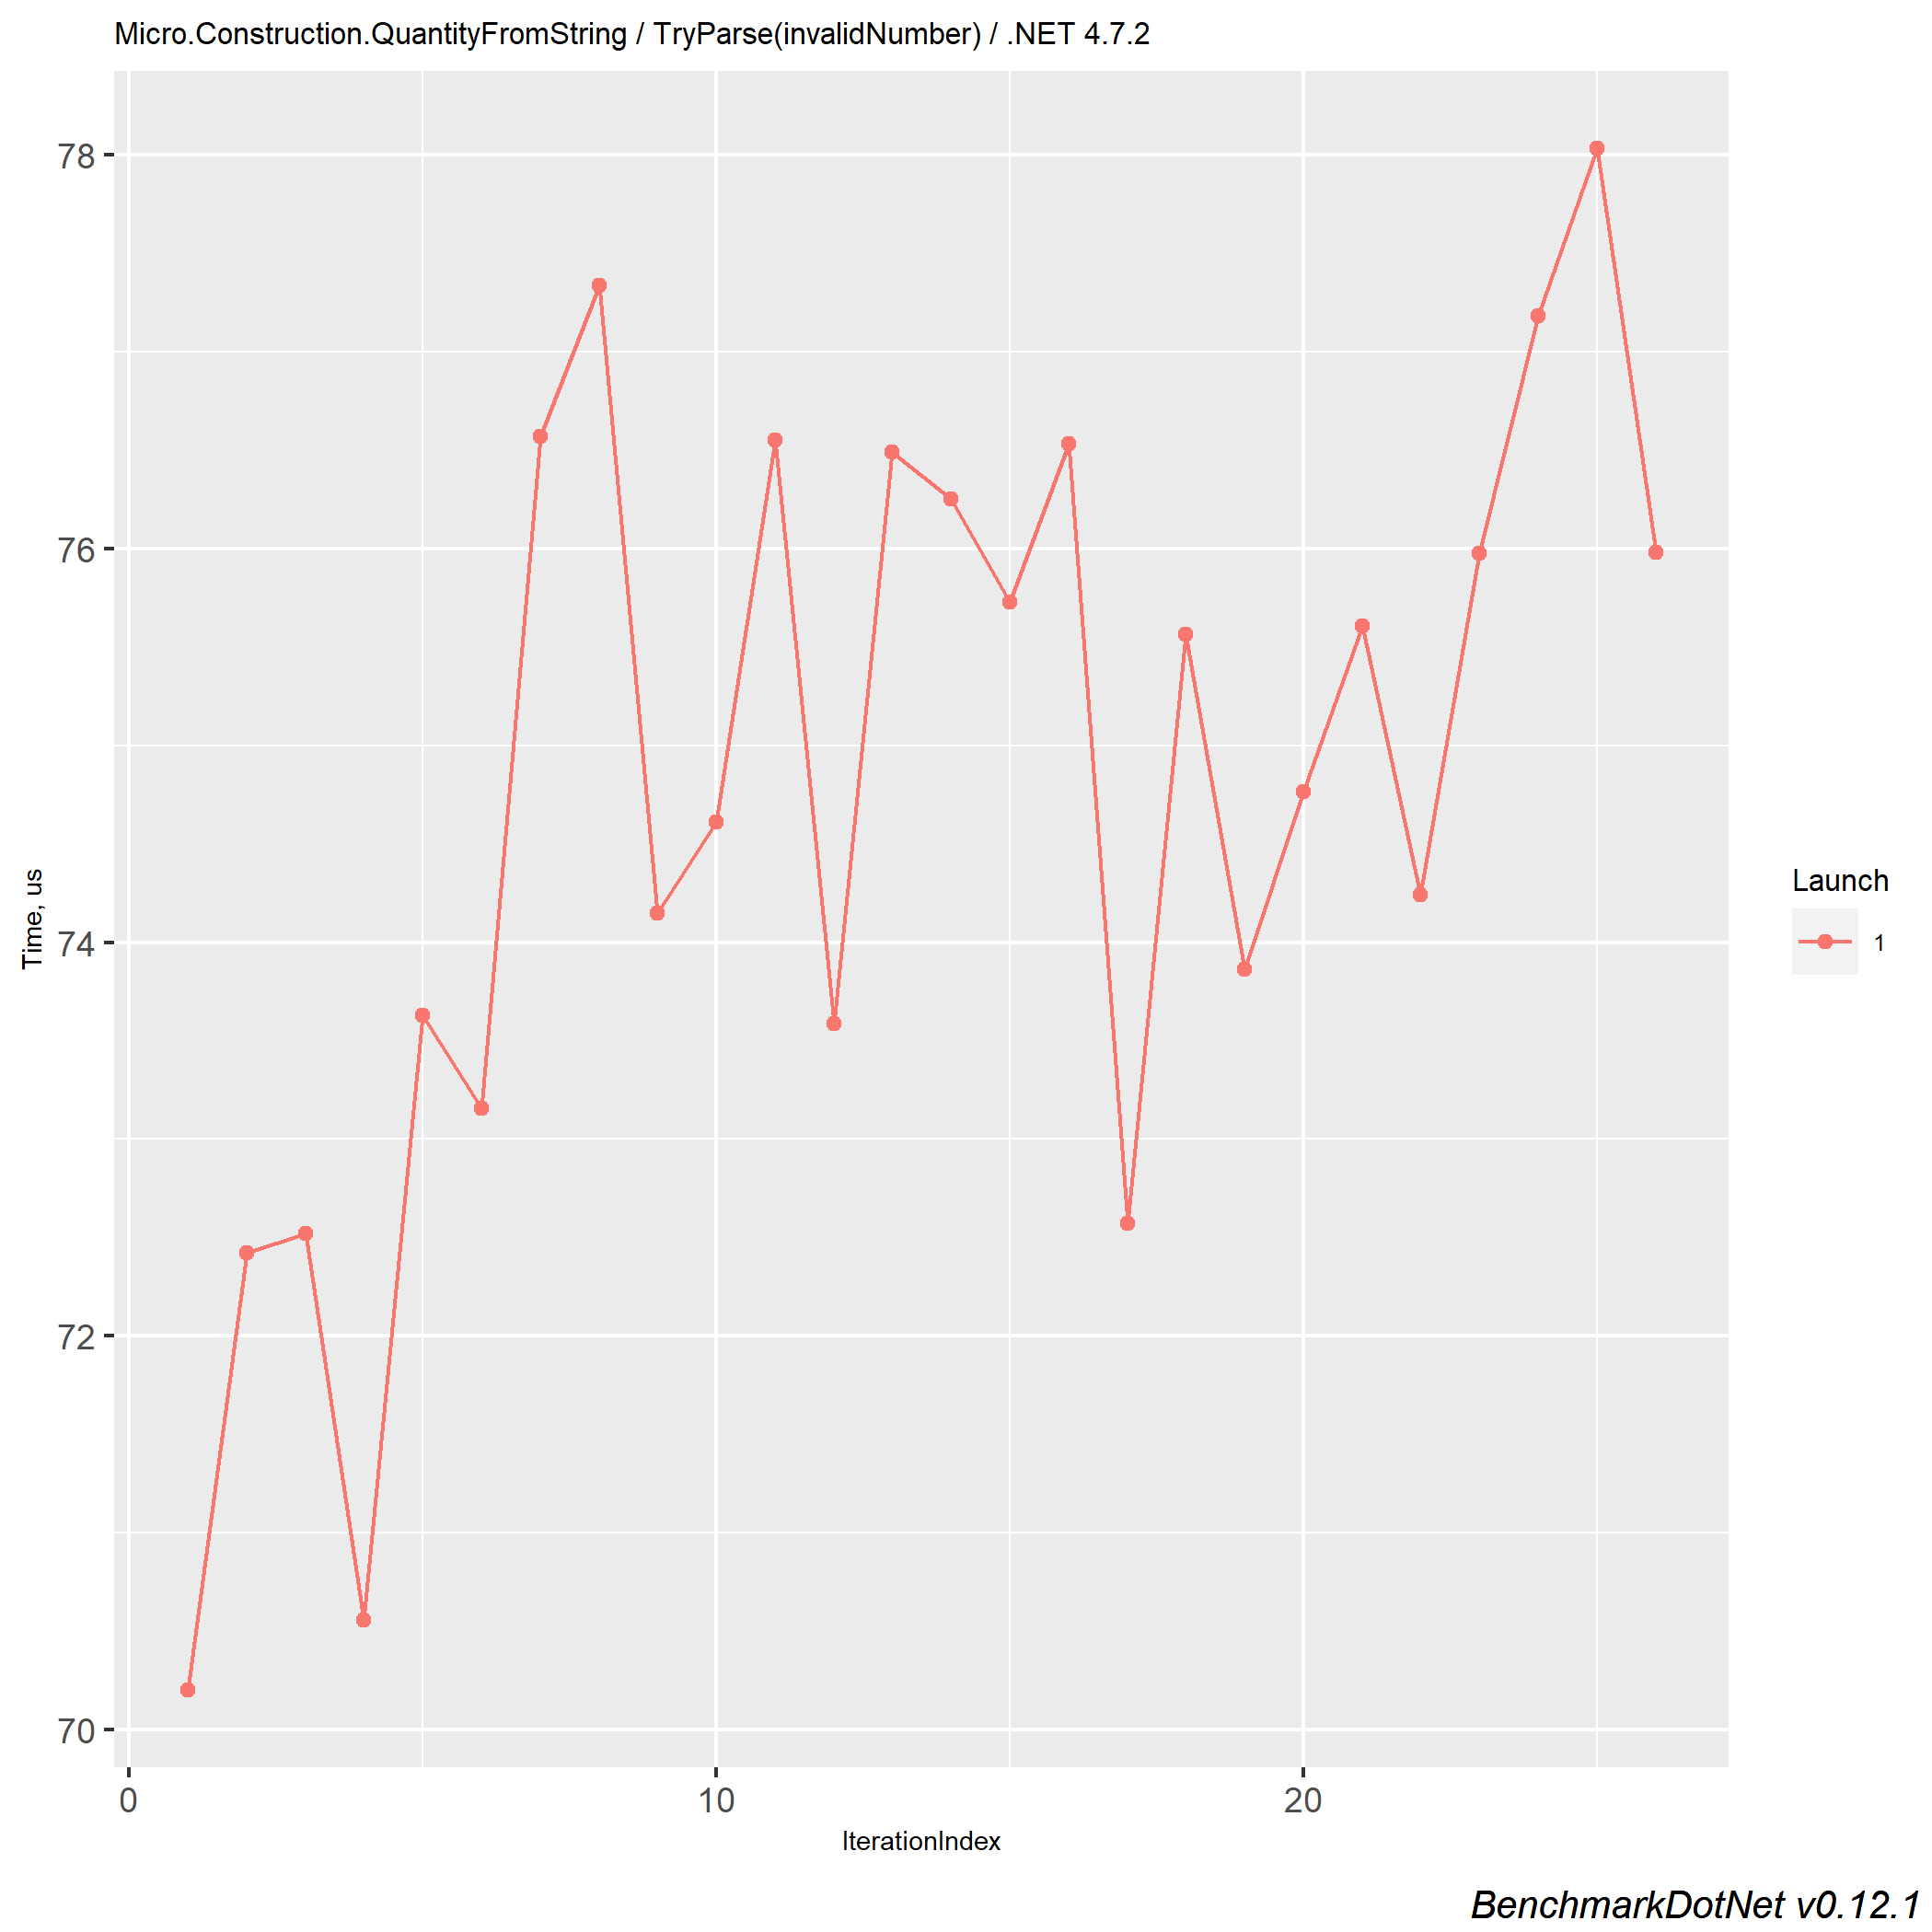 Micro.Construction.QuantityFromString / TryParse(invalidNumber) / .NET 4.7.2
78
76
74
72
70
Time, us
0 10 20
IterationIndex
Launch
1
BenchmarkDotNet v0.12.1